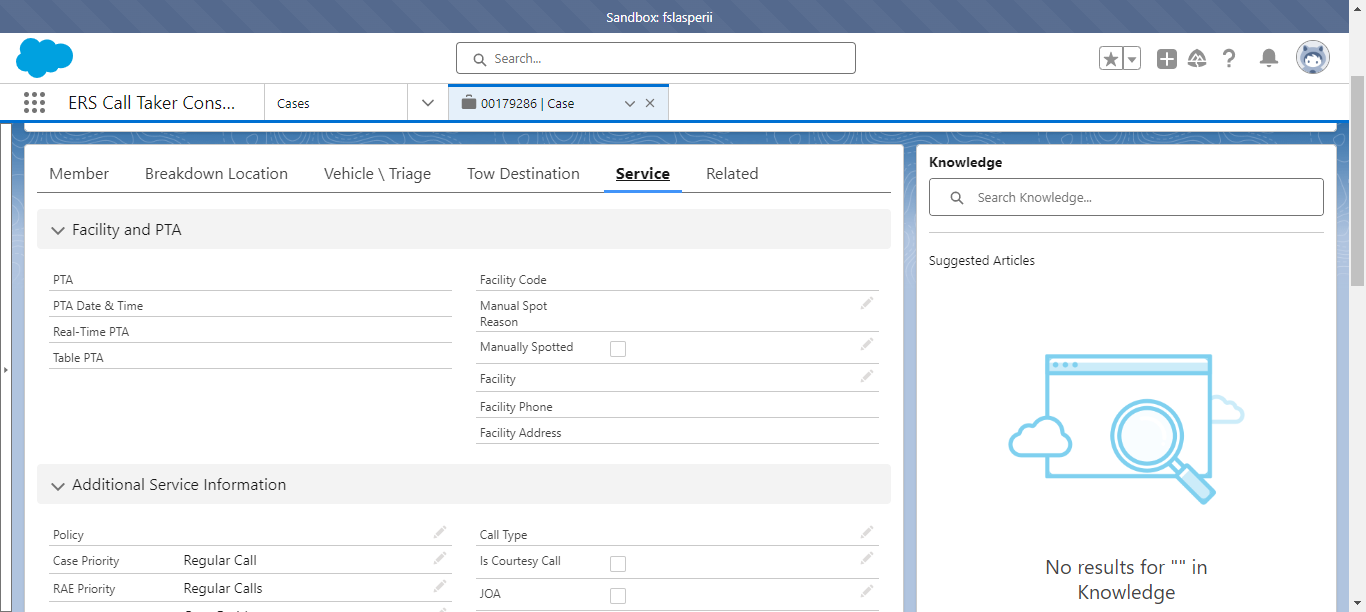 Sandbox: fslasperii
Search...
ERS Call Taker Cons...
Cases
00179286 | Case
Member
Breakdown Location
Vehicle \ Triage
Tow Destination
Service
Related
Facility and PTA
PTA
PTA Date & Time
Real-Time PTA
Table PTA
Facility Code
Manual Spot
Reason
Manually Spotted
Facility
Facility Phone
Facility Address
Additional Service Information
Policy
Case Priority Regular Call
RAE Priority Regular Calls
Call Type
Is Courtesy Call
JOA
Knowledge
Search Knowledge...
Suggested Articles
No results for "" in
Knowledge